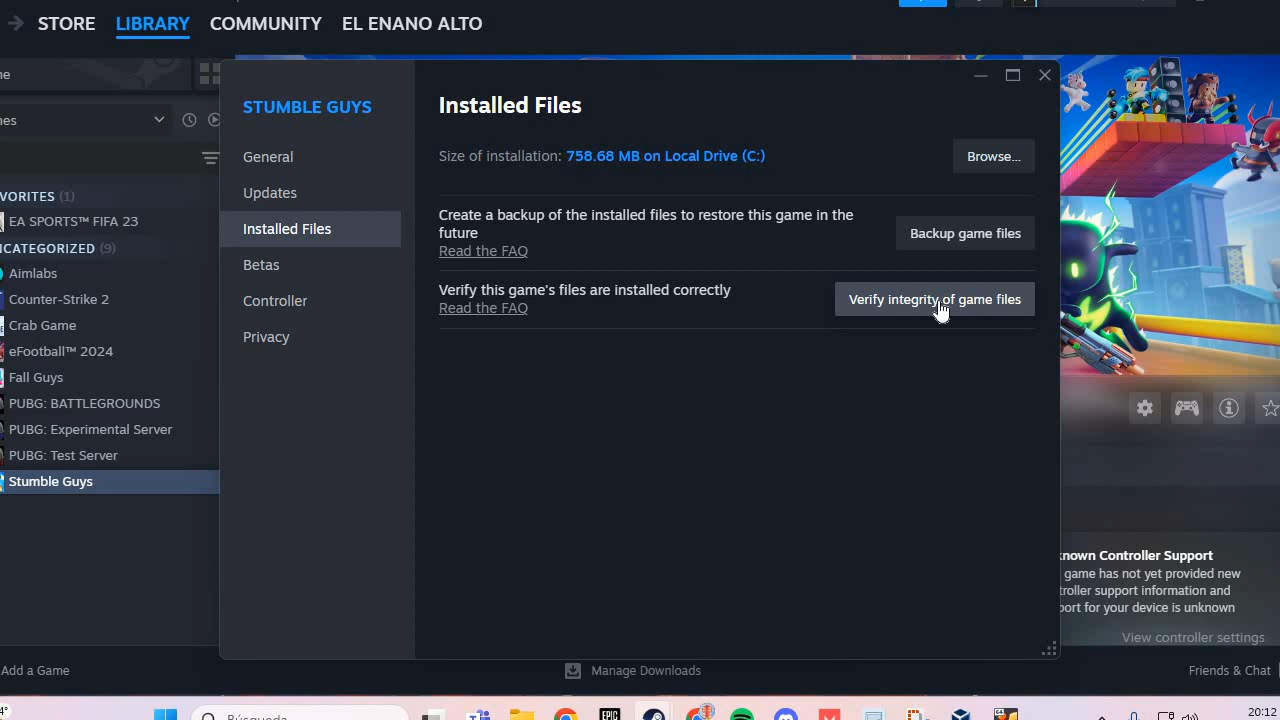 STORE LIBRARY COMMUNITY EL ENANO ALTO
STUMBLE GUYS
General
Updates
Installed Files
Betas
Controller
Privacy
Installed Files
Size of installation: 758.68 MB on Local Drive (C:)
Browse...
Create a backup of the installed files to restore this game in the
future
Read the FAQ
Backup game files
Verify this game's files are installed correctly
Read the FAQ
Verify integrity of game files
VORITES (1)
EA SPORTS™ FIFA 23
NCATEGORIZED (9)
Aimlabs
Counter-Strike 2
Crab Game
eFootball™ 2024
Fall Guys
PUBG: BATTLEGROUNDS
PUBG: Experimental Server
PUBG: Test Server
Stumble Guys
known Controller Support
game has not yet provided new
troller support information and
port for your device is unknown
View controller settings
Add a Game
Manage Downloads
Friends & Chat
Búsqueda
EPIC
20:12